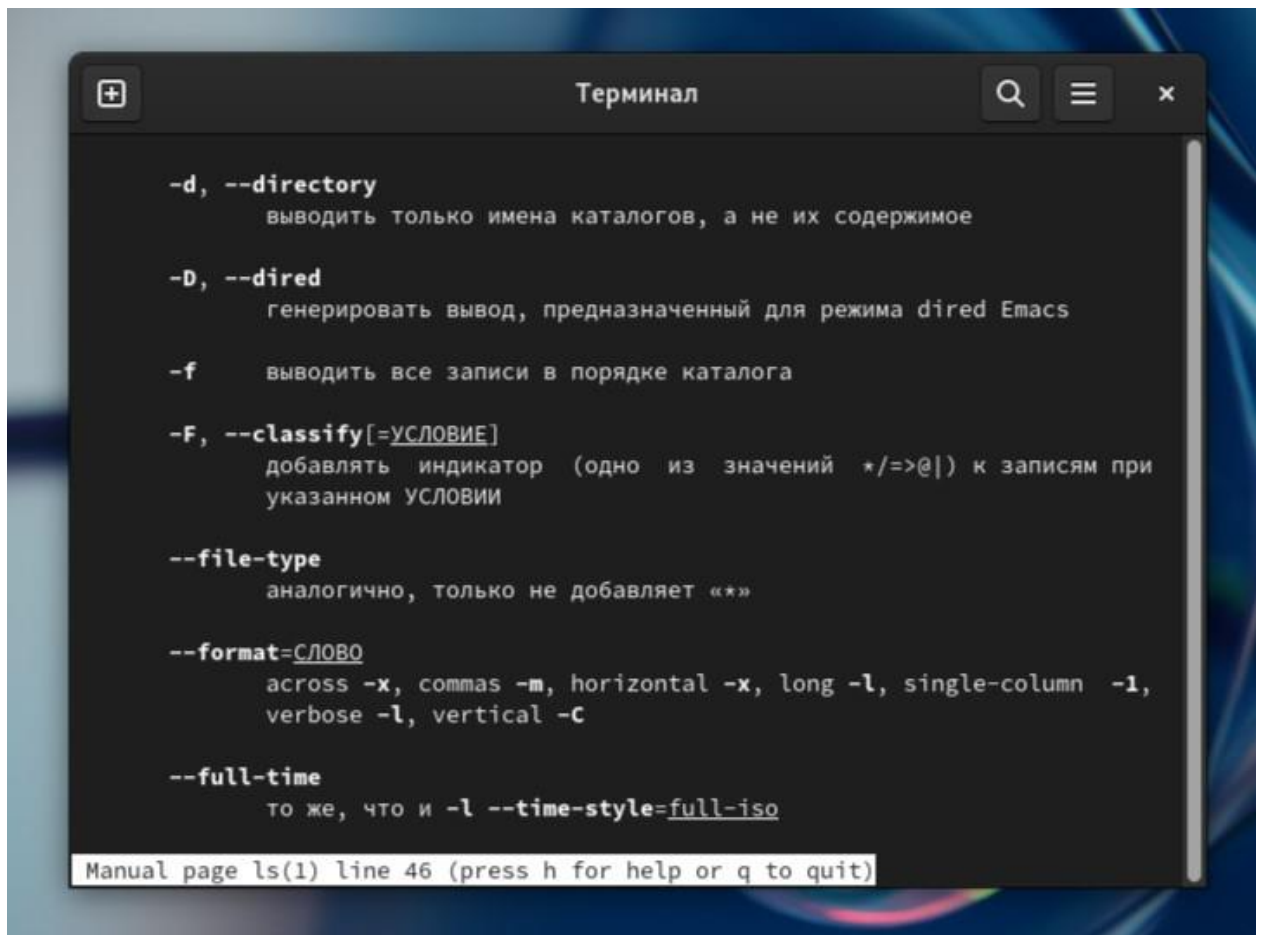 Терминал
-d, --directory
выводить только имена каталогов, а не их содержимое
-D, --dired
генерировать вывод, предназначенный для режима dired Emacs
-f выводить все записи в порядке каталога
-F, --classify[=УСЛОВИЕ]
добавлять индикатор (одно из значений */=>@|) к записям при
указанном УСЛОВИИ
--file-type
аналогично, только не добавляет «*»
--format=СЛОВО
across -x, commas -m, horizontal -x, long -l, single-column -1,
verbose -l, vertical -C
--full-time
то же, что и -l --time-style=full-iso
Manual page ls(1) line 46 (press h for help or q to quit)